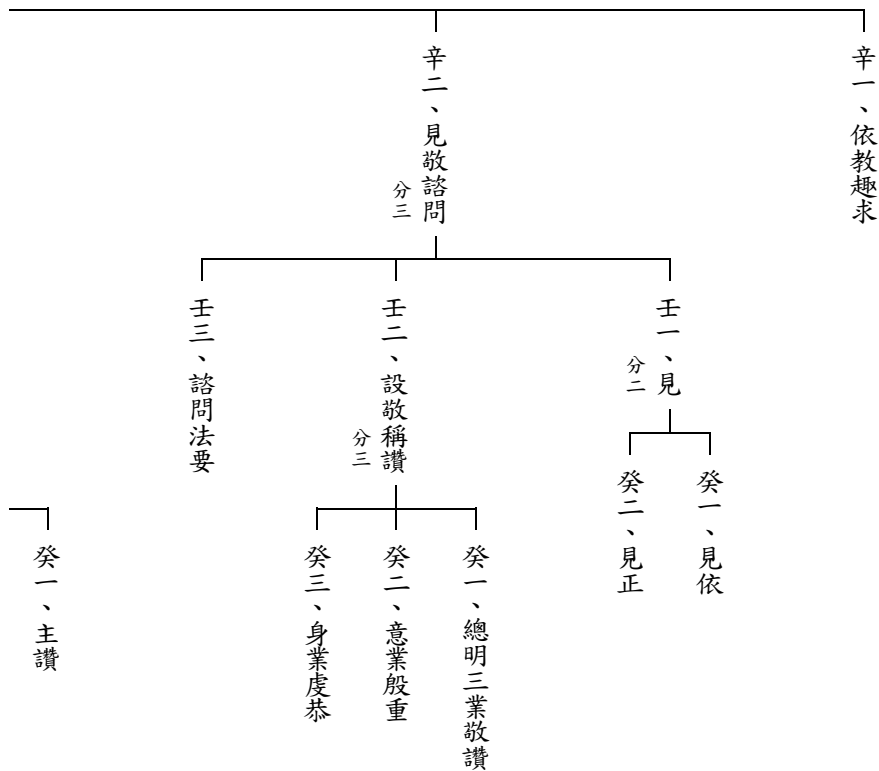 辛一、依教趣求
辛二、見敬諮問
分三
壬一、見
分二
癸一、見依
癸二、見正
壬二、設敬稱讚
分三
癸一、總明三業敬讚
癸二、意業殷重
癸三、身業虔恭
壬三、諮問法要
癸一、主讚